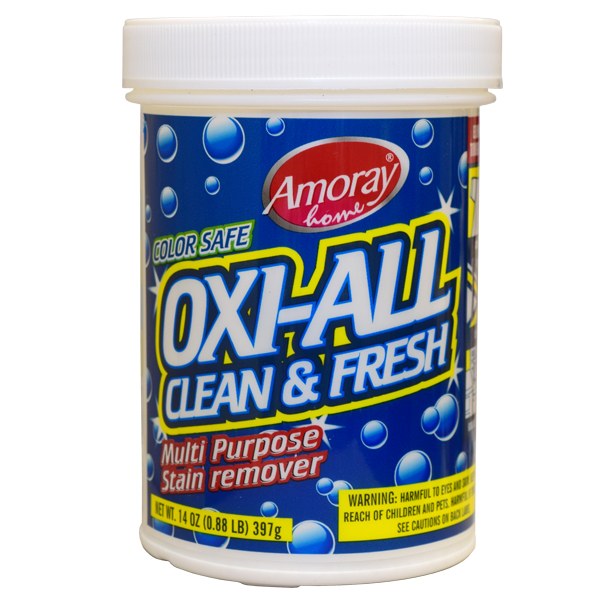 Amoray®
home
COLOR SAFE
OXI-ALL
CLEAN & FRESH
Multi Purpose
Stain remover
NET WT. 14 OZ (0.88 LB) 397g
WARNING: HARMFUL TO EYES AND
REACH OF CHILDREN AND PETS.
SEE CAUTIONS ON BACK